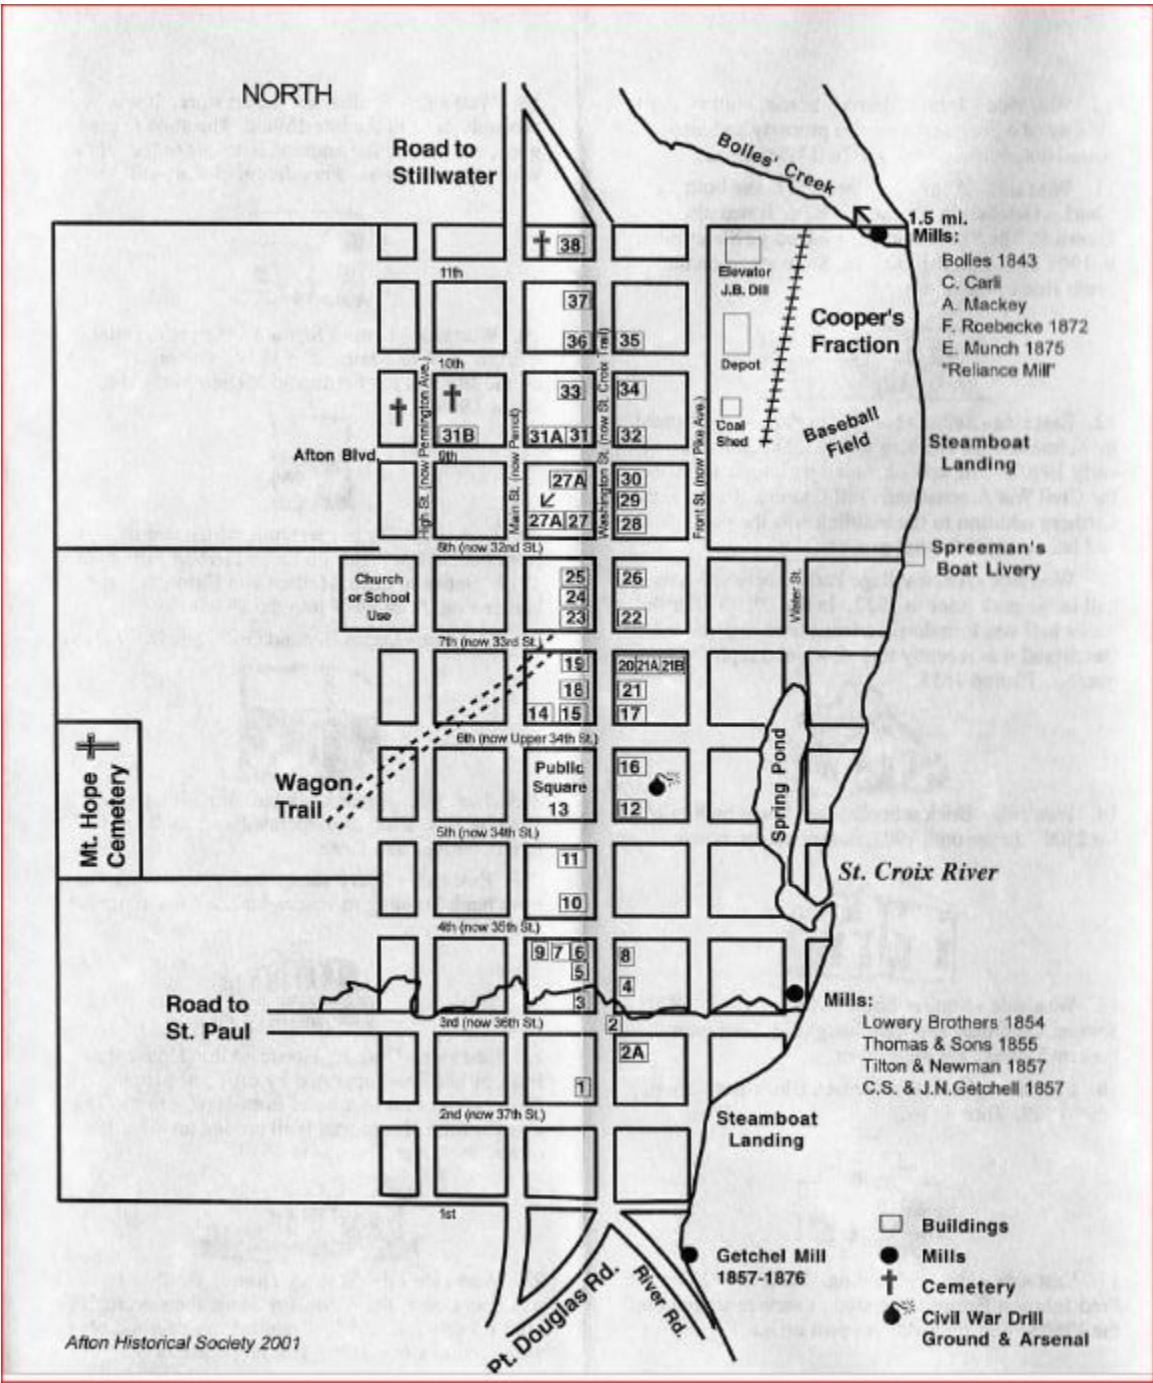 NORTH
Road to
Stillwater
Bolles' Creek
1.5 mi.
Mills:
Bolles 1843
C. Carli
A. Mackey
F. Roebecke 1872
E. Munch 1875
"Reliance Mill"
38
11th
Elevator
J.B. Dill
37
36
35
Cooper's
Fraction
Depot
10th
33
34
31B
31A
31
32
Coal
Shed
Baseball
Field
Steamboat
Landing
Afton Blvd.
9th
High St. (now Pennington Ave.)
Main St. (now Perrot)
Washington St. (now St. Croix Trail)
Front St. (now Pike Ave.)
27A
30
29
27A
27
28
8th (now 32nd St.)
Spreeman's
Boat Livery
Church
or School
Use
25
26
24
23
22
Water St.
7th (now 33rd St.)
19
20
21A
21B
18
21
14
15
17
6th (now Upper 34th St.)
Mt. Hope
Cemetery
Wagon
Trail
Public
Square
13
16
12
Spring Pond
5th (now 34th St.)
11
10
St. Croix River
4th (now 35th St.)
9
7
6
8
5
4
3
Road to
St. Paul
3rd (now 36th St.)
2
2A
Mills:
Lowery Brothers 1854
Thomas & Sons 1855
Tilton & Newman 1857
C.S. & J.N.Getchell 1857
1
2nd (now 37th St.)
Steamboat
Landing
1st
Getchel Mill
1857-1876
Pt. Douglas Rd.
River Rd.
Buildings
Mills
Cemetery
Civil War Drill
Ground & Arsenal
Afton Historical Society 2001